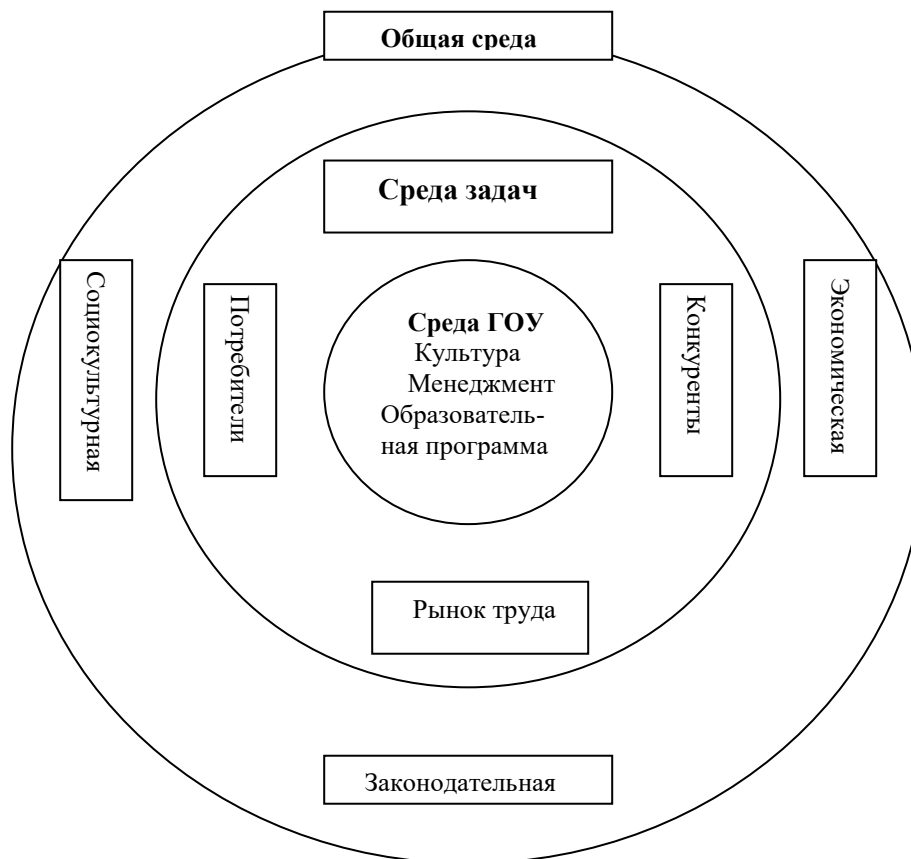 Общая среда
Среда задач
Социокультурная
Потребители
Среда ГОУ
Культура
Менеджмент
Образователь-
ная программа
Конкуренты
Экономическая
Рынок труда
Законодательная